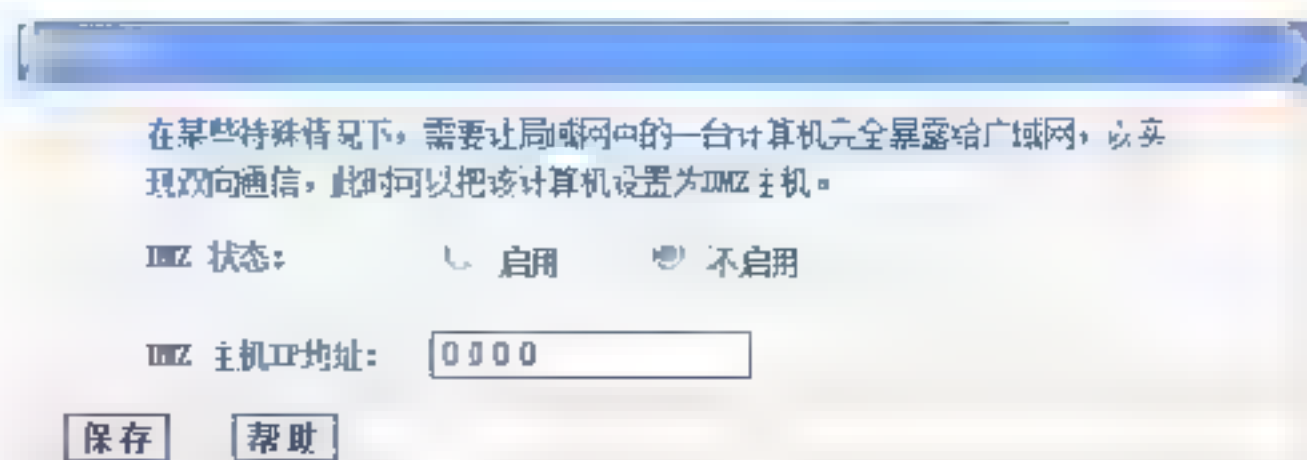 在某些特殊情况下，需要让局域网中的一台计算机完全暴露给广域网，以实
现双向通信，此时可以把该计算机设置为DMZ主机。
DMZ 状态： 启用 不启用
DMZ 主机IP地址： 0.0.0.0
保存 帮助